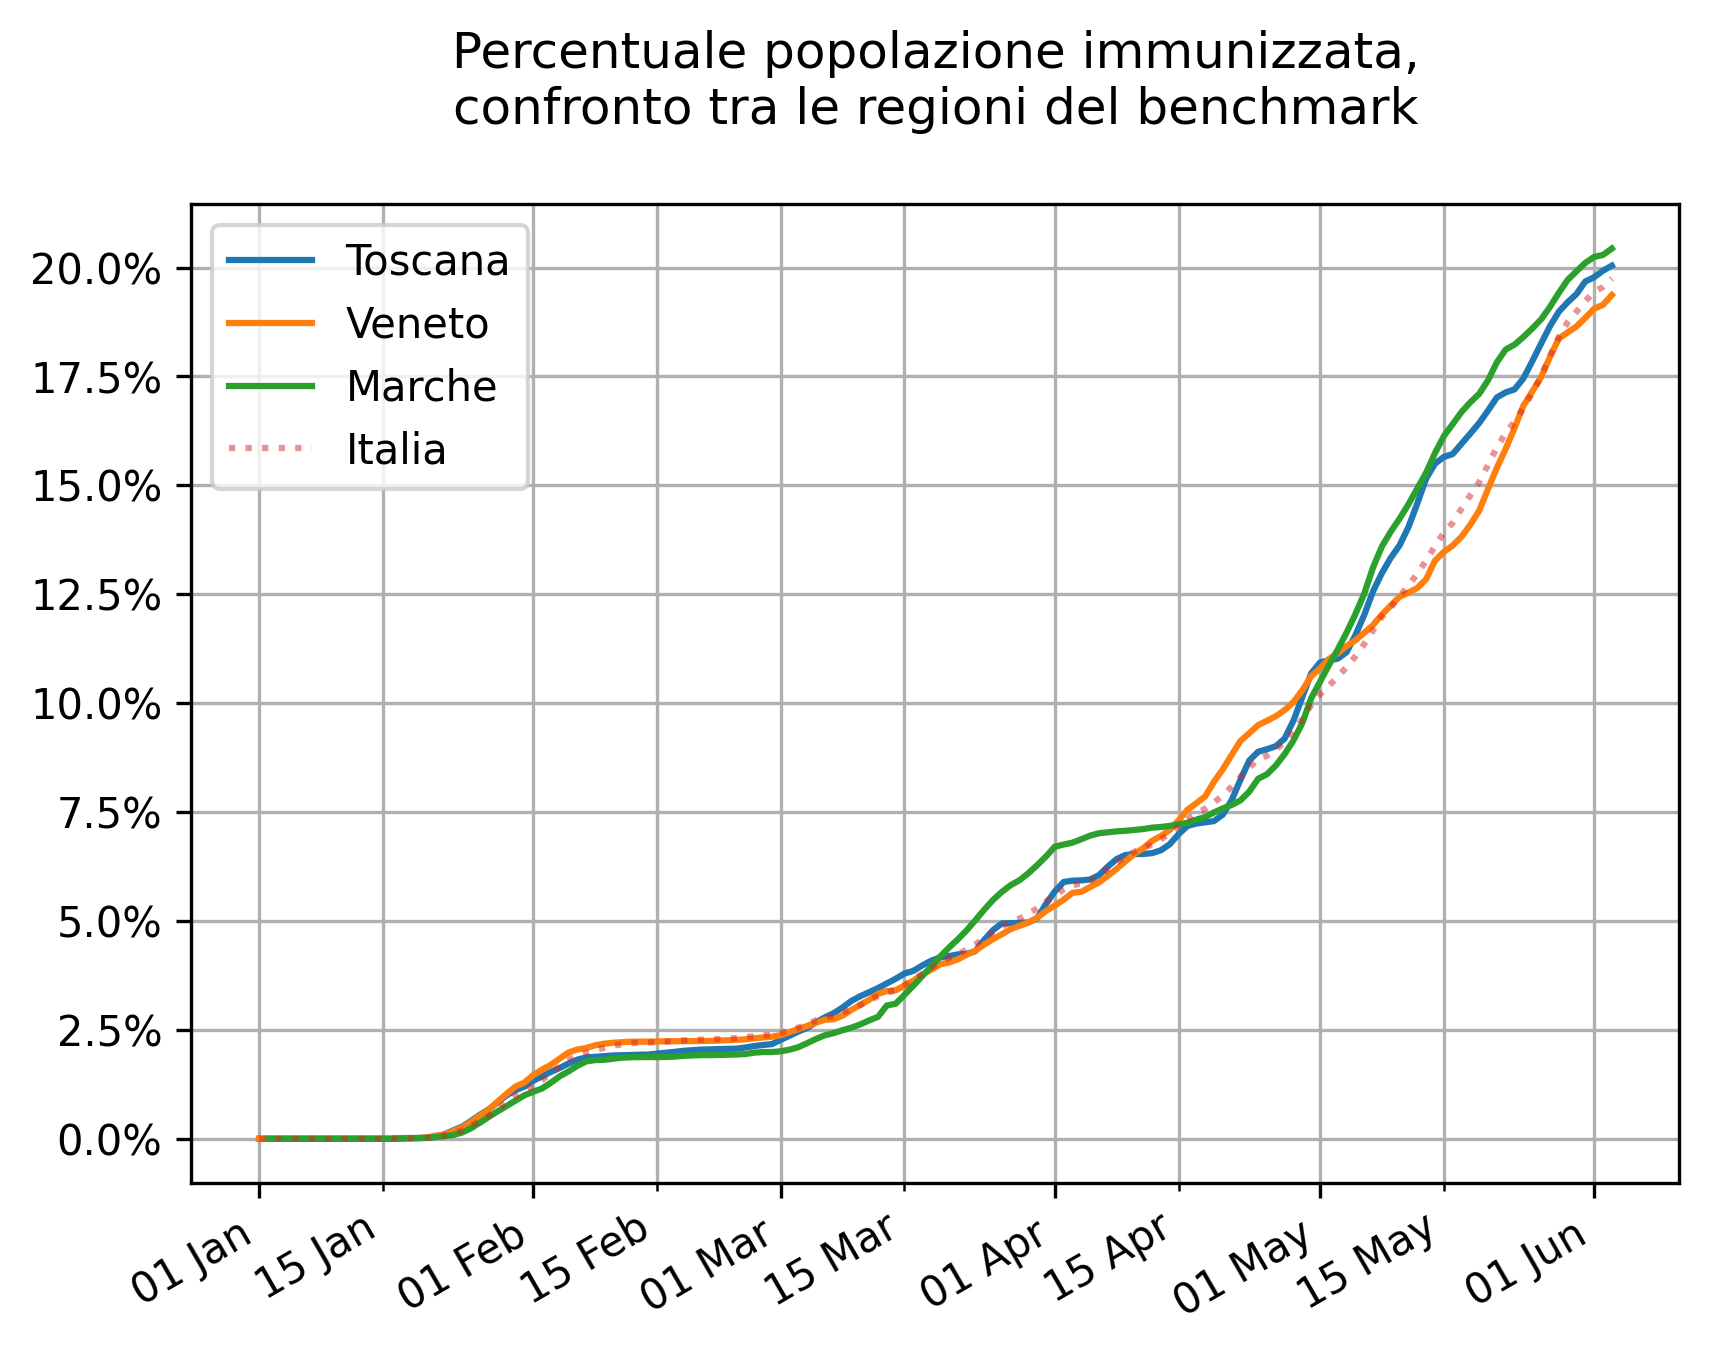 Percentuale popolazione immunizzata,
confronto tra le regioni del benchmark
Toscana
Veneto
Marche
Italia
20.0%
17.5%
15.0%
12.5%
10.0%
7.5%
5.0%
2.5%
0.0%
01 Jan
15 Jan
01 Feb
15 Feb
01 Mar
15 Mar
01 Apr
15 Apr
01 May
15 May
01 Jun